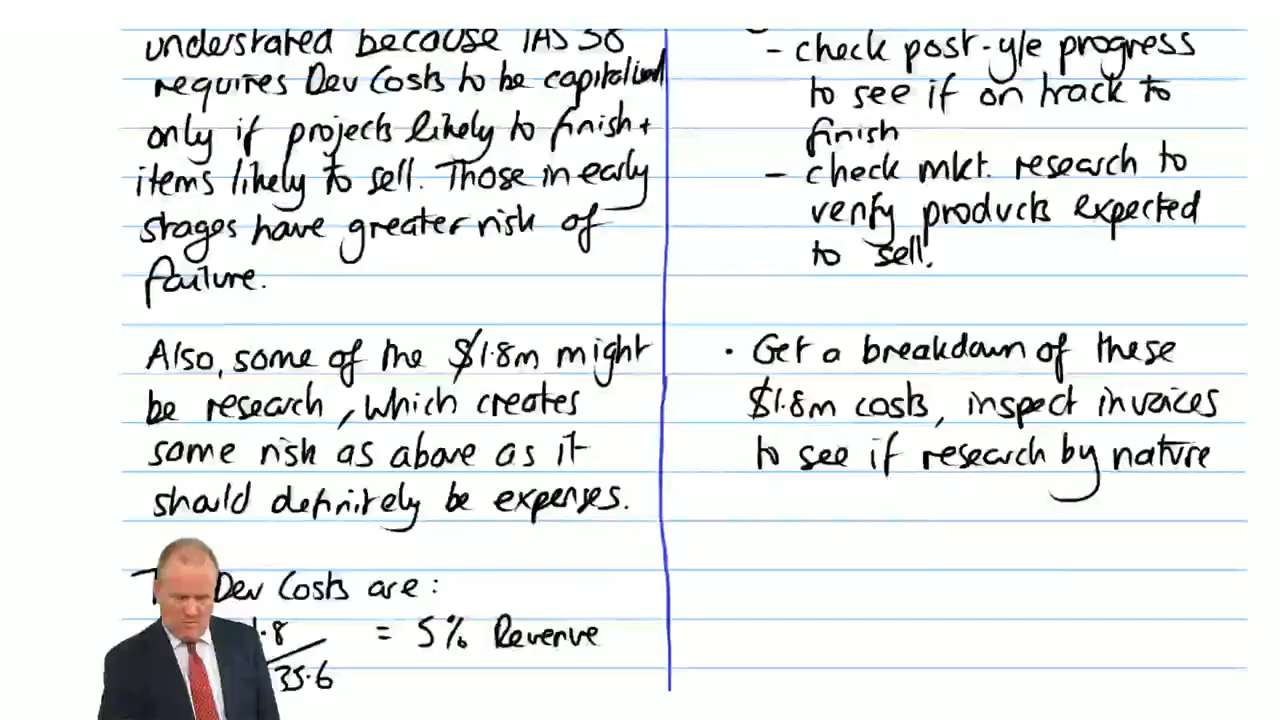 understated because IAS 38
requires Dev Costs to be capitalised
only if projects likely to finish +
items likely to sell. Those in early
stages have greater risk of
failure.
Also, some of the $1.8m might
be research, which creates
some risk as above as it
should definitely be expenses.
Dev Costs are:
1.8
= 5% Revenue
35.6
- check post-y/e progress
to see if on track to
finish
- check mkt. research to
verify products expected
to sell.
• Get a breakdown of these
$1.8m costs, inspect invoices
to see if research by nature